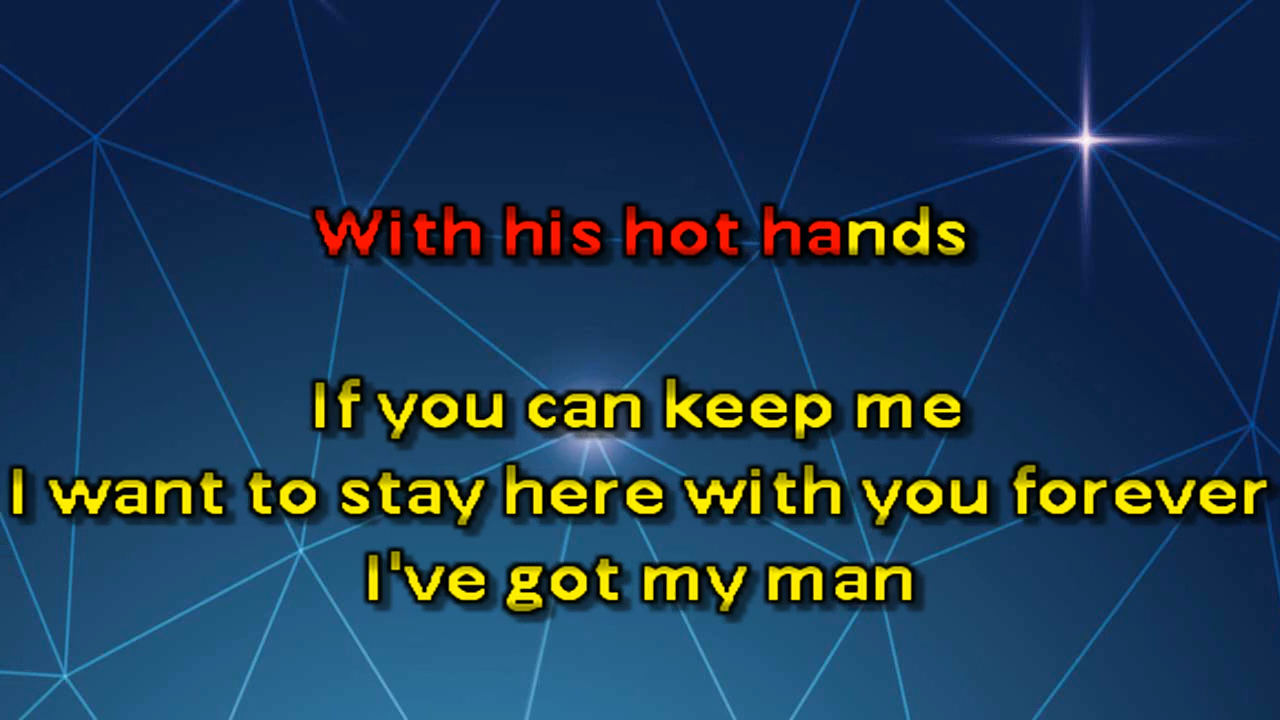 With his hot hands
If you can keep me
I want to stay here with you forever
I've got my man